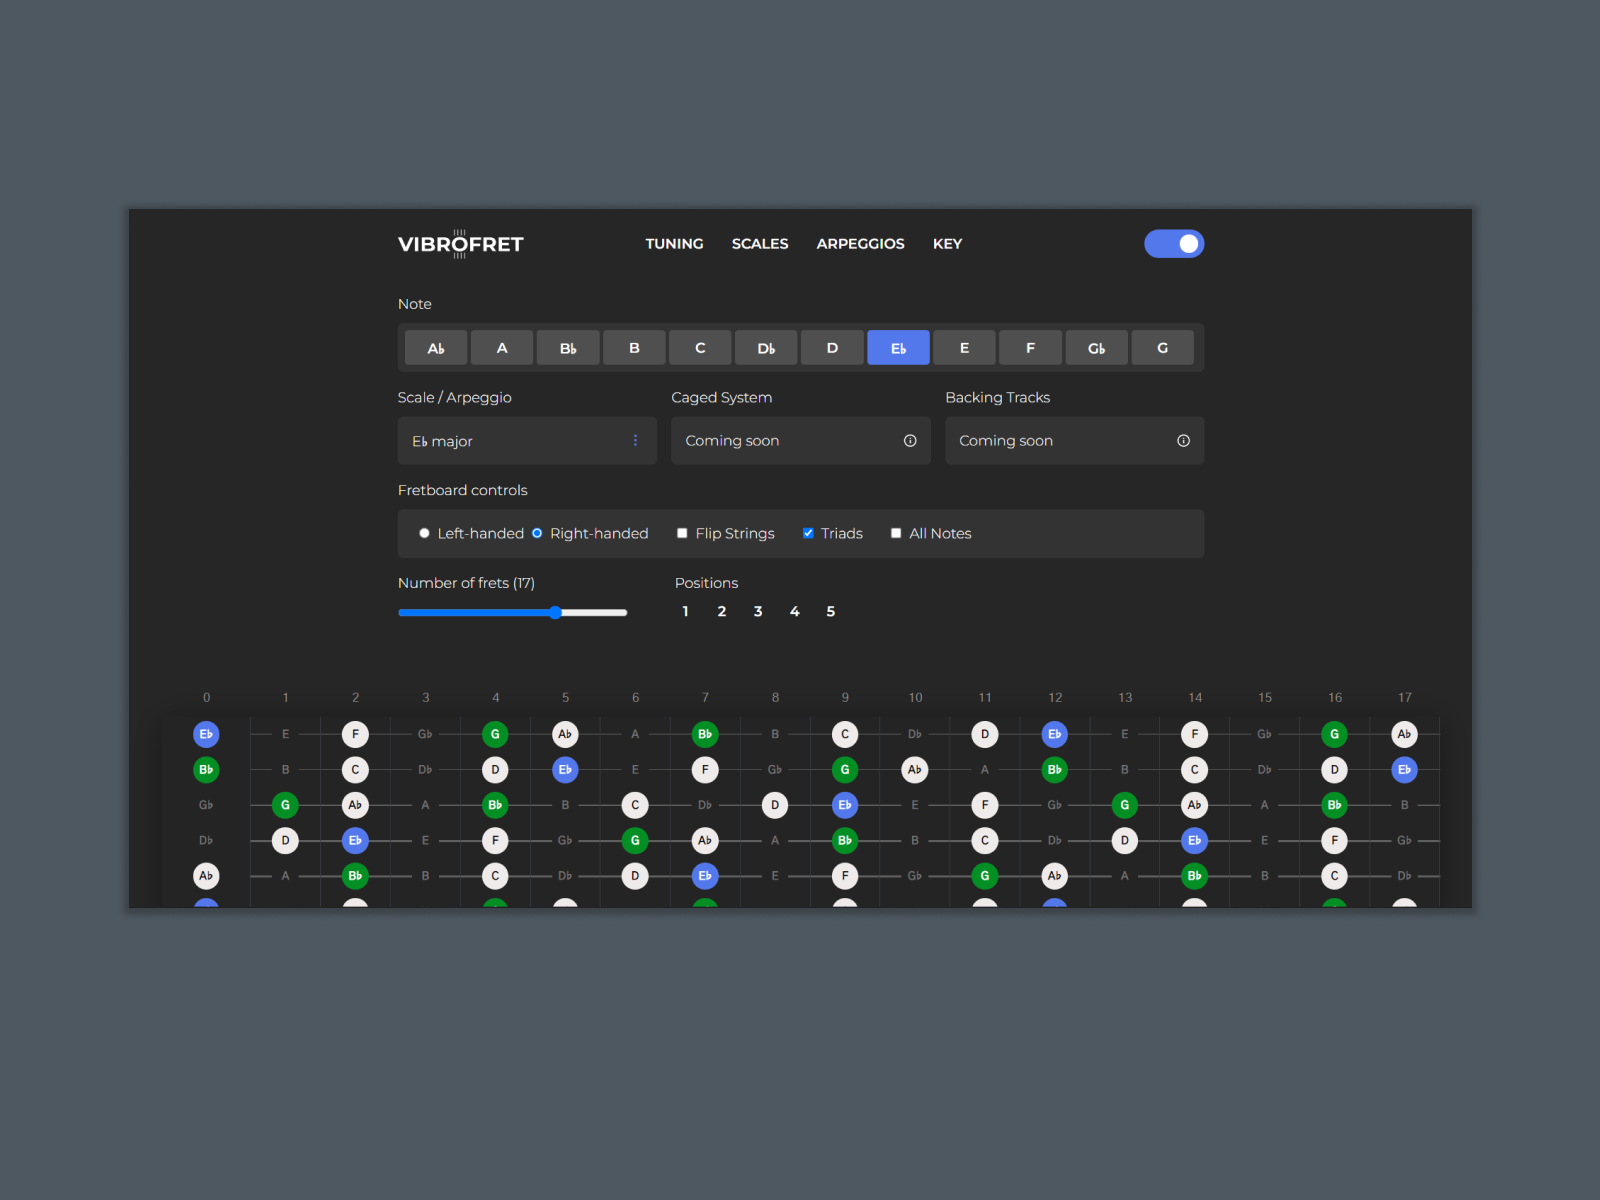 VIBROFRET TUNING SCALES ARPEGGIOS KEY
Note
A♭ A B♭ B C D♭ D E♭ E F G♭ G
Scale / Arpeggio Caged System Backing Tracks
E♭ major Coming soon Coming soon
Fretboard controls
Left-handed Right-handed Flip Strings Triads All Notes
Number of frets (17) Positions
1 2 3 4 5
0 1 2 3 4 5 6 7 8 9 10 11 12 13 14 15 16 17
E♭ E F G♭ G A♭ A B♭ B C D♭ D E♭ E F G♭ G A♭
B♭ B C D♭ D E♭ E F G♭ G A♭ A B♭ B C D♭ D E♭
G♭ G A♭ A B♭ B C D♭ D E♭ E F G♭ G A♭ A B♭ B
D♭ D E♭ E F G♭ G A♭ A B♭ B C D♭ D E♭ E F G♭
A♭ A B♭ B C D♭ D E♭ E F G♭ G A♭ A B♭ B C D♭